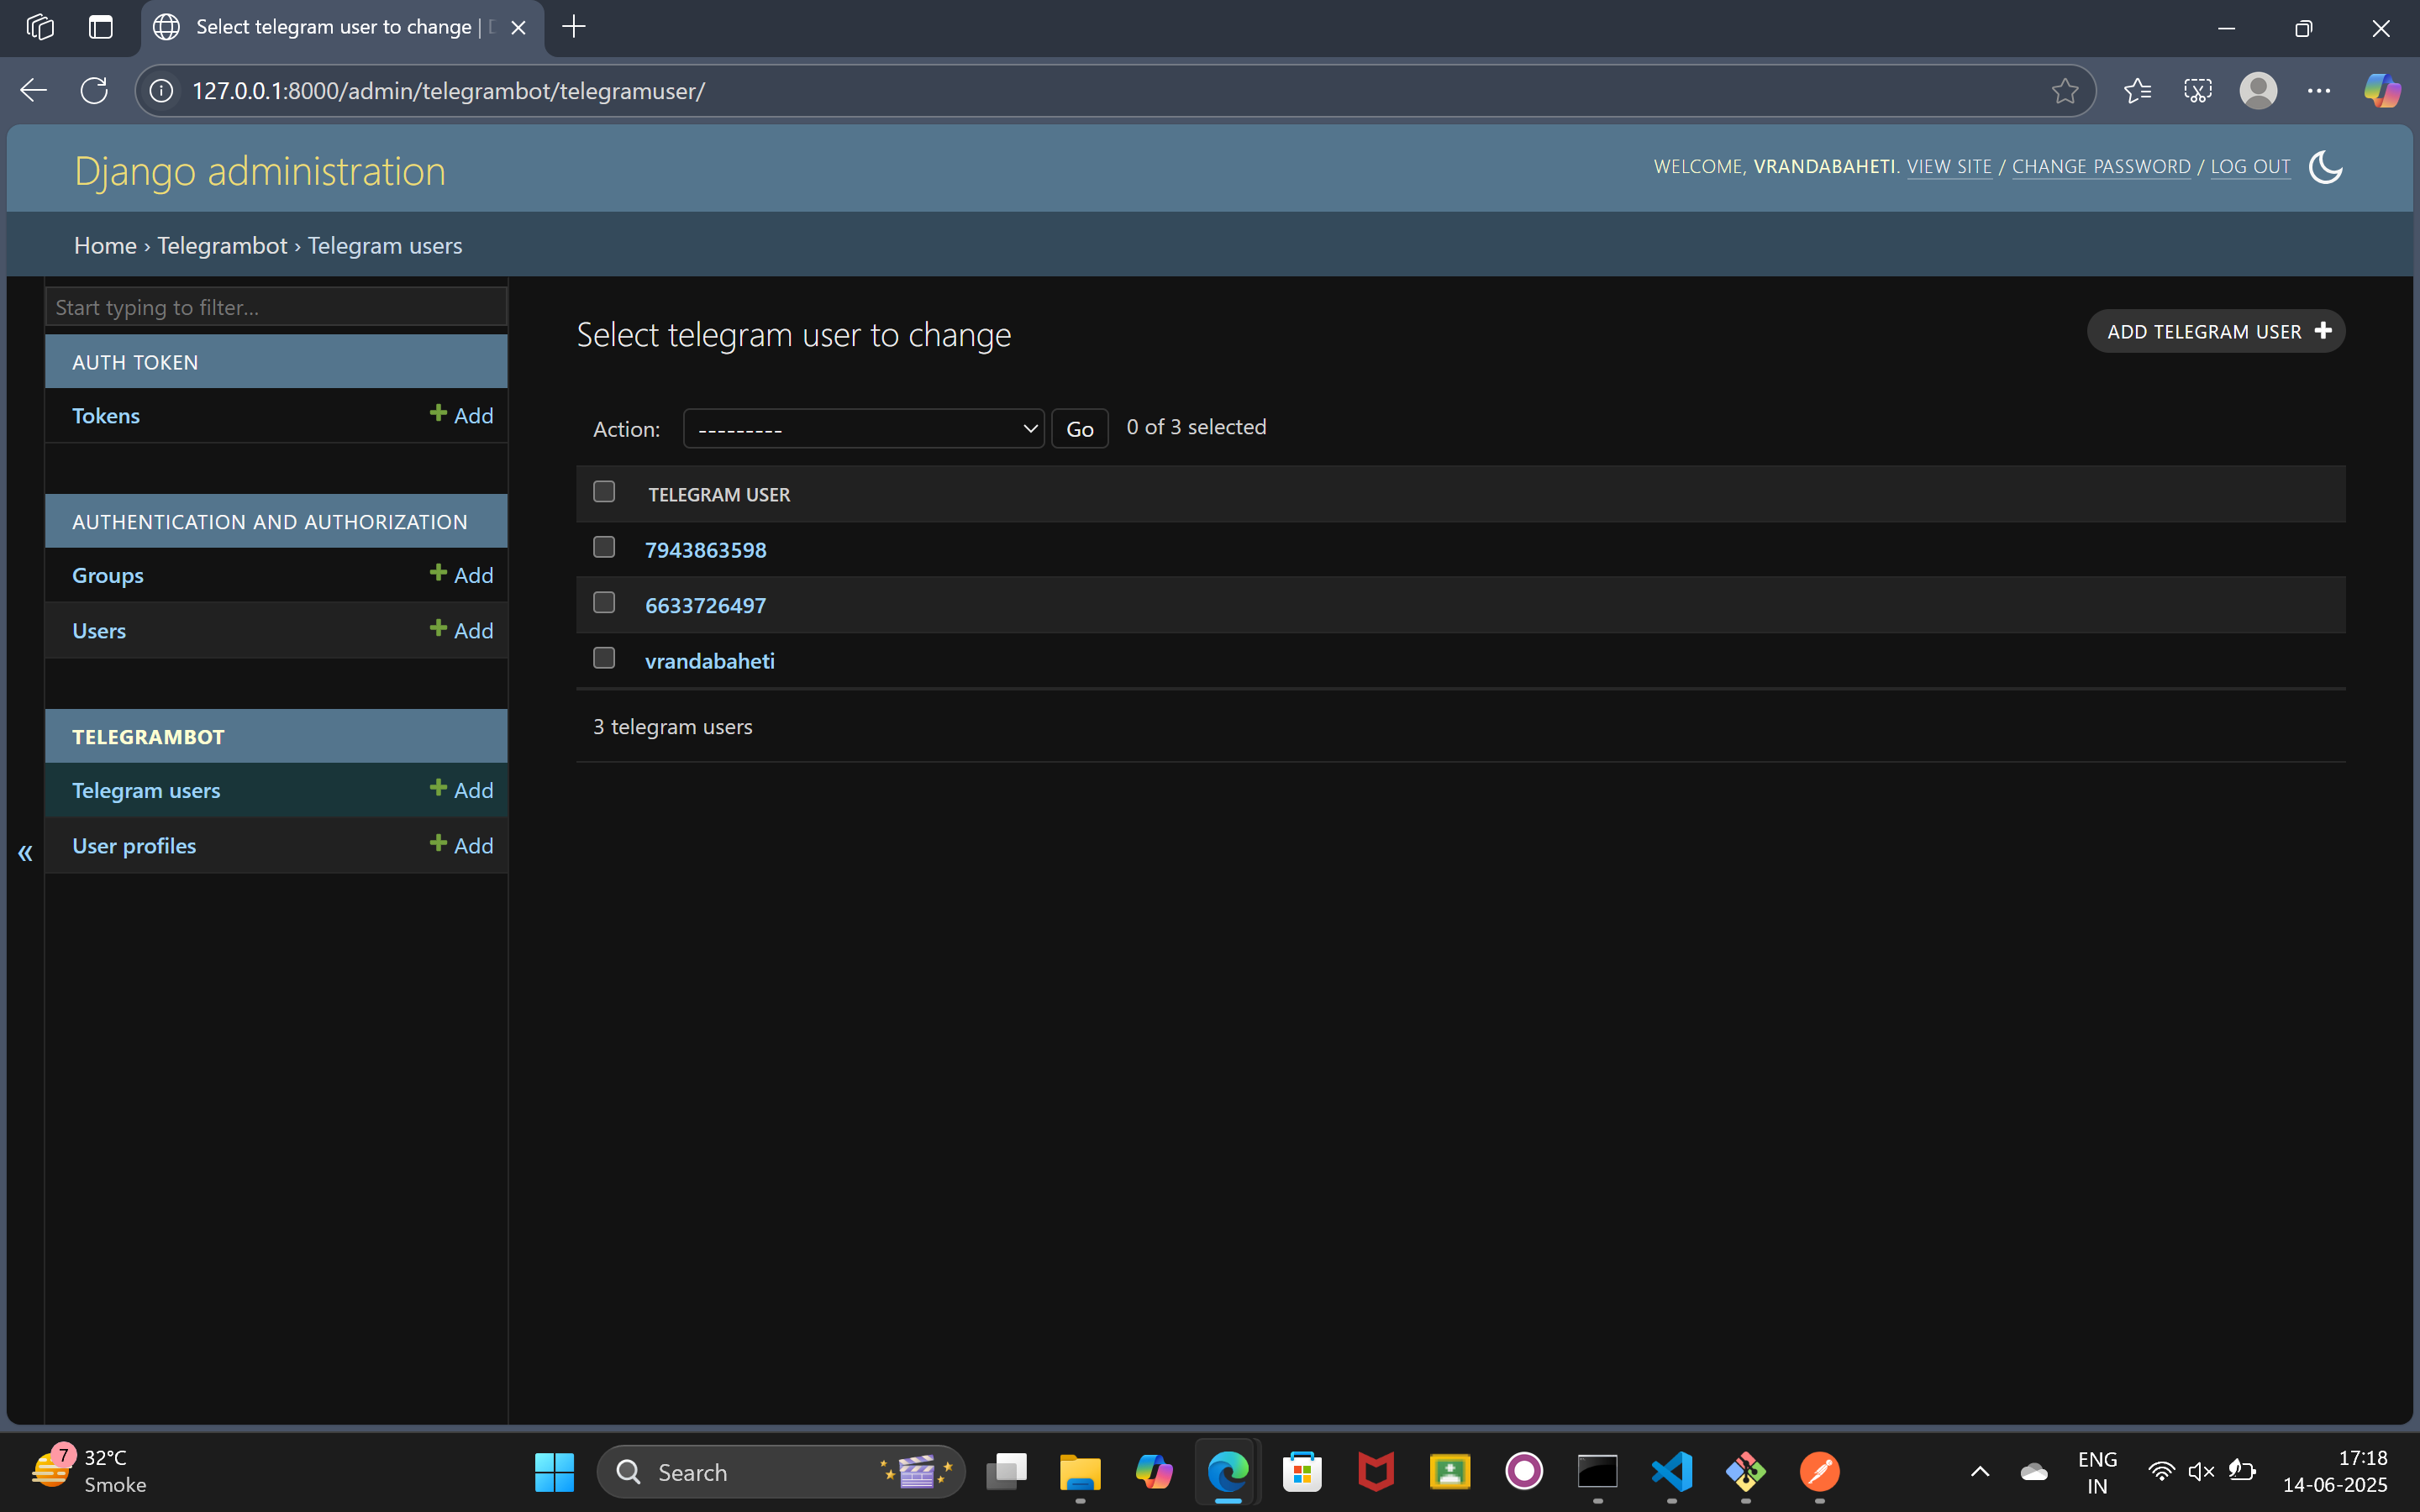 Select telegram user to change |
127.0.0.1:8000/admin/telegrambot/telegramuser/
Django administration
WELCOME, VRANDABAHETI. VIEW SITE / CHANGE PASSWORD / LOG OUT
Home › Telegrambot › Telegram users
Start typing to filter...
AUTH TOKEN
Tokens
+ Add
AUTHENTICATION AND AUTHORIZATION
Groups
+ Add
Users
+ Add
TELEGRAMBOT
Telegram users
+ Add
User profiles
+ Add
«
Select telegram user to change
ADD TELEGRAM USER +
Action:
---------
Go
0 of 3 selected
TELEGRAM USER
7943863598
6633726497
vrandabaheti
3 telegram users
7
32°C
Smoke
Search
ENG
IN
17:18
14-06-2025